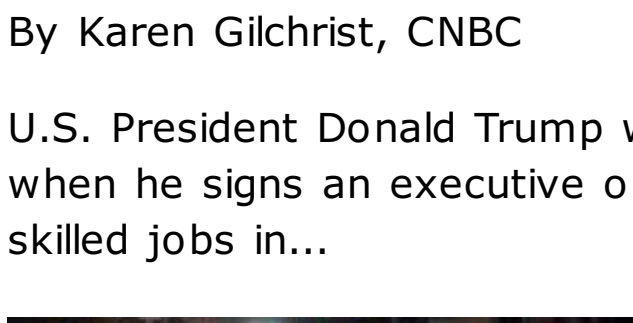 By Karen Gilchrist, CNBC
U.S. President Donald Trump
when he signs an executive
skilled jobs in...